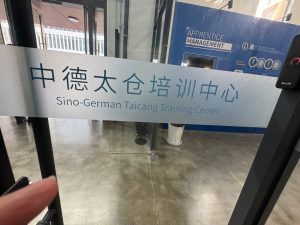 APPRENTICE
MANAGEMENT
中德太仓培训中心
Sino-German Taicang Training Center